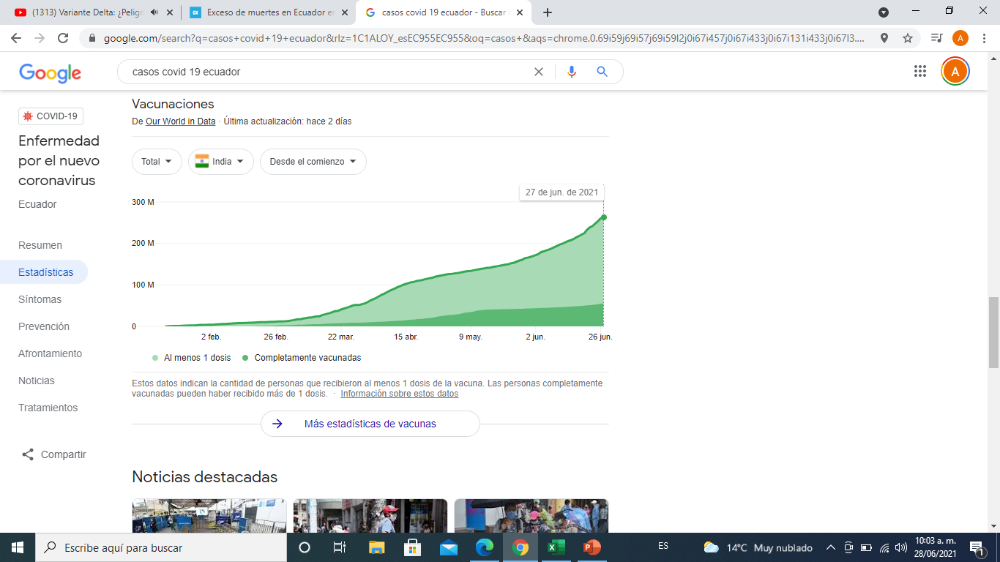 (1313) Variante Delta: ¿Peligr
Exceso de muertes en Ecuador en
casos covid 19 ecuador - Buscar
google.com/search?q=casos+covid+19+ecuador&rlz=1C1ALOY_esEC955EC955&oq=casos+&aqs=chrome.0.69i59j69i57j69i59l2j0i67i457j0i67i433j0i67i131i433j0i67l3....
A
Google
casos covid 19 ecuador
A
COVID-19
Enfermedad
por el nuevo
coronavirus
Ecuador
Resumen
Estadísticas
Síntomas
Prevención
Afrontamiento
Noticias
Tratamientos
Compartir
Vacunaciones
De Our World in Data · Última actualización: hace 2 días
Total
India
Desde el comienzo
27 de jun. de 2021
300 M
200 M
100 M
0
2 feb. 26 feb. 22 mar. 15 abr. 9 may. 2 jun. 26 jun.
Al menos 1 dosis Completamente vacunadas
Estos datos indican la cantidad de personas que recibieron al menos 1 dosis de la vacuna. Las personas completamente
vacunadas pueden haber recibido más de 1 dosis. · Información sobre estos datos
Más estadísticas de vacunas
Noticias destacadas
Escribe aquí para buscar
ES
14°C Muy nublado
10:03 a. m.
28/06/2021
1